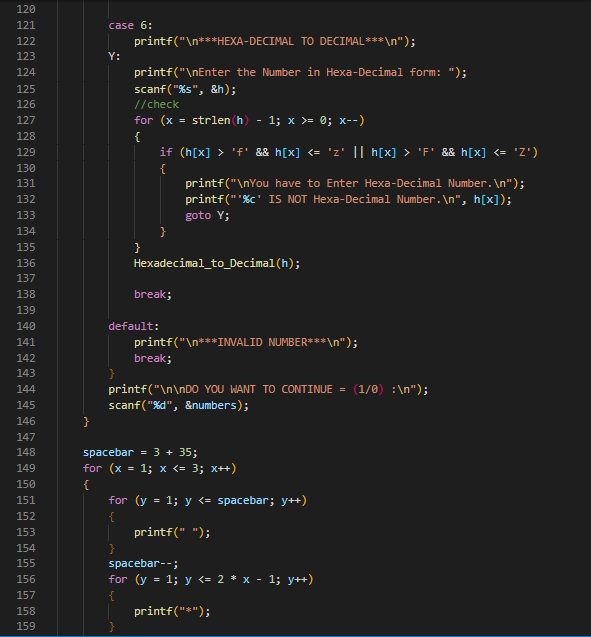 120
121 case 6:
122 printf("\n***HEXA-DECIMAL TO DECIMAL***\n");
123 Y:
124 printf("\nEnter the Number in Hexa-Decimal form: ");
125 scanf("%s", &h);
126 //check
127 for (x = strlen(h) - 1; x >= 0; x--)
128 {
129 if (h[x] > 'f' && h[x] <= 'z' || h[x] > 'F' && h[x] <= 'Z')
130 {
131 printf("\nYou have to Enter Hexa-Decimal Number.\n");
132 printf("'%c' IS NOT Hexa-Decimal Number.\n", h[x]);
133 goto Y;
134 }
135 }
136 Hexadecimal_to_Decimal(h);
137
138 break;
139
140 default:
141 printf("\n***INVALID NUMBER***\n");
142 break;
143 }
144 printf("\n\nDO YOU WANT TO CONTINUE = (1/0) :\n");
145 scanf("%d", &numbers);
146 }
147
148 spacebar = 3 + 35;
149 for (x = 1; x <= 3; x++)
150 {
151 for (y = 1; y <= spacebar; y++)
152 {
153 printf(" ");
154 }
155 spacebar--;
156 for (y = 1; y <= 2 * x - 1; y++)
157 {
158 printf("*");
159 }